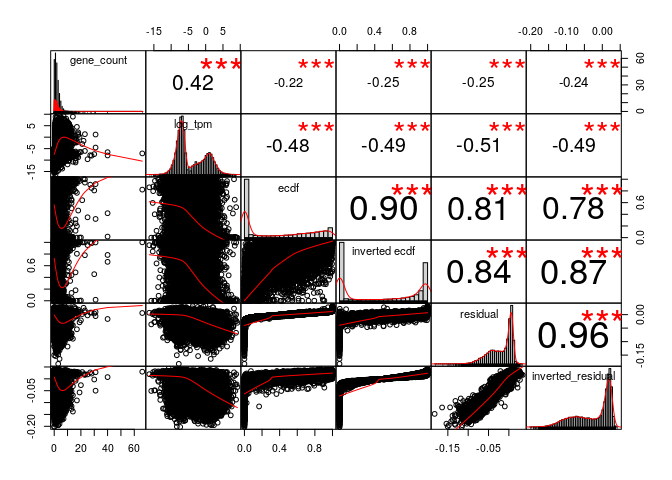 -15 -5 0 5 0.0 0.4 0.8 -0.20 -0.10 0.00
gene_count *** 0.42 *** -0.22 *** -0.25 *** -0.25 *** -0.24 0 20 40 60
-15 -5 5 log_tpm *** -0.48 *** -0.49 *** -0.51 *** -0.49
ecdf *** 0.90 *** 0.81 *** 0.78 0.0 0.6
0.0 0.6 inverted ecdf *** 0.84 *** 0.87
residual *** 0.96 -0.15 0.00
-0.20 -0.05 inverted_residual
0 20 40 60 0.0 0.4 0.8 -0.15 -0.05